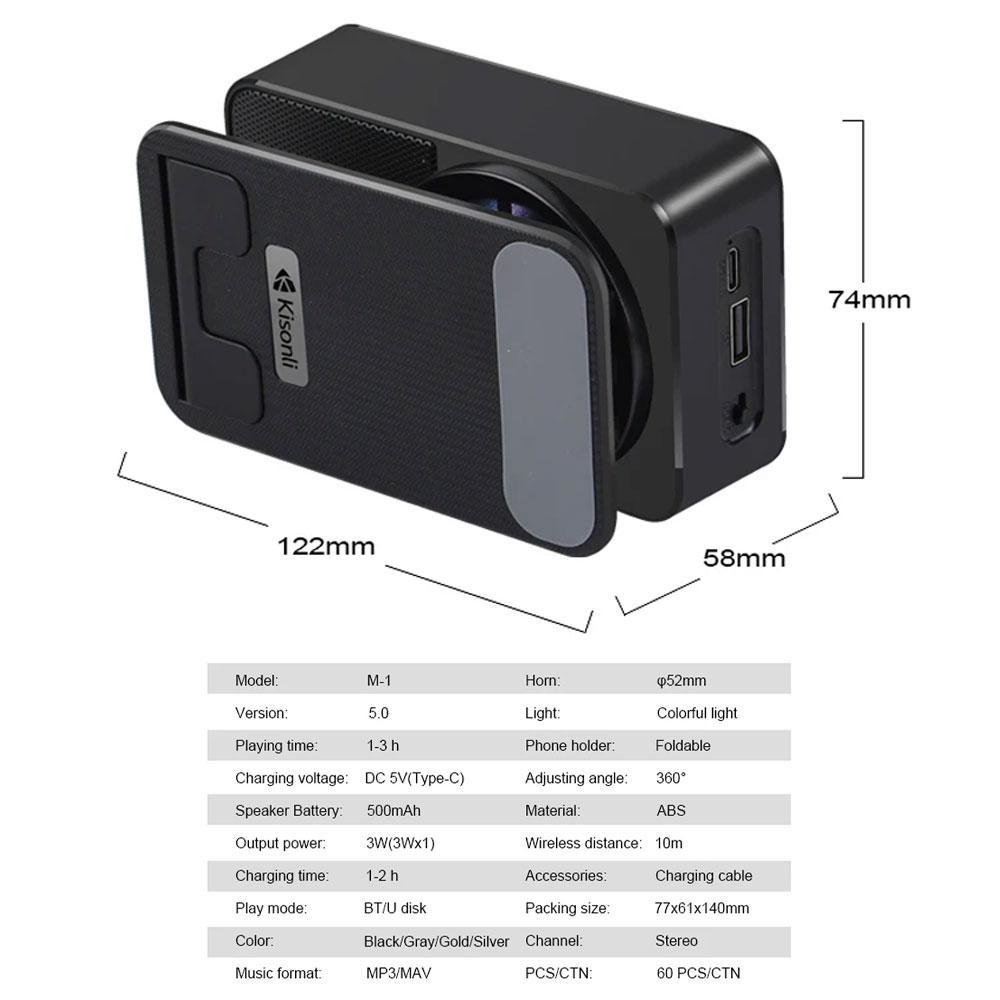 Kisonli
74mm
122mm
58mm
Model: M-1 Horn: φ52mm
Version: 5.0 Light: Colorful light
Playing time: 1-3 h Phone holder: Foldable
Charging voltage: DC 5V(Type-C) Adjusting angle: 360°
Speaker Battery: 500mAh Material: ABS
Output power: 3W(3Wx1) Wireless distance: 10m
Charging time: 1-2 h Accessories: Charging cable
Play mode: BT/U disk Packing size: 77x61x140mm
Color: Black/Gray/Gold/Silver Channel: Stereo
Music format: MP3/MAV PCS/CTN: 60 PCS/CTN